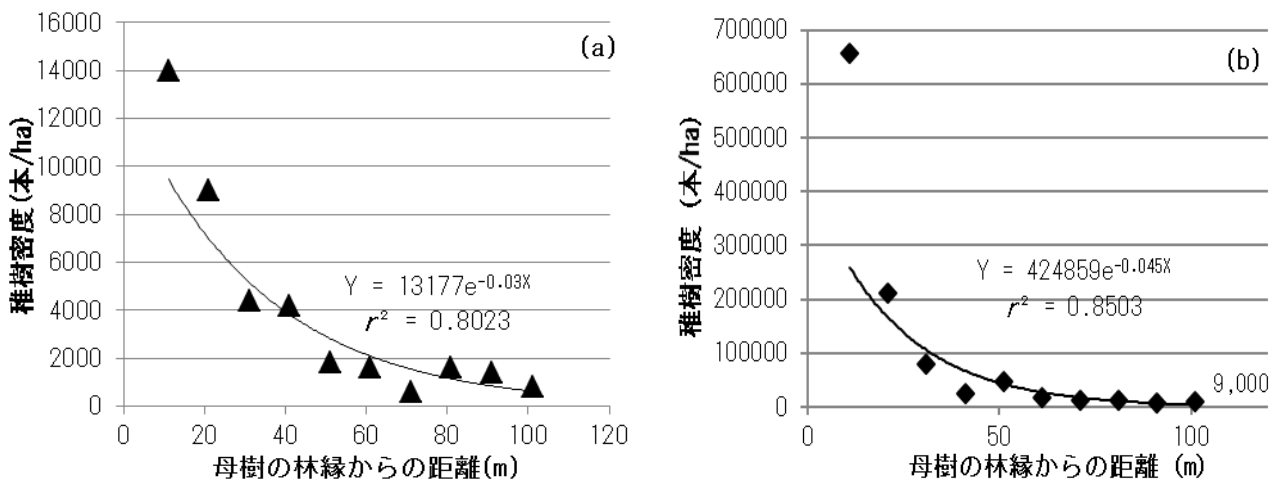 (a)
稚樹密度(本/ha)
16000
14000
12000
10000
8000
6000
4000
2000
0
Y = 13177e^-0.03X
r² = 0.8023
0 20 40 60 80 100 120
母樹の林縁からの距離(m)
(b)
稚樹密度 (本/ha)
700000
600000
500000
400000
300000
200000
100000
0
Y = 424859e^-0.045X
r² = 0.8503
9,000
0 50 100
母樹の林縁からの距離 (m)